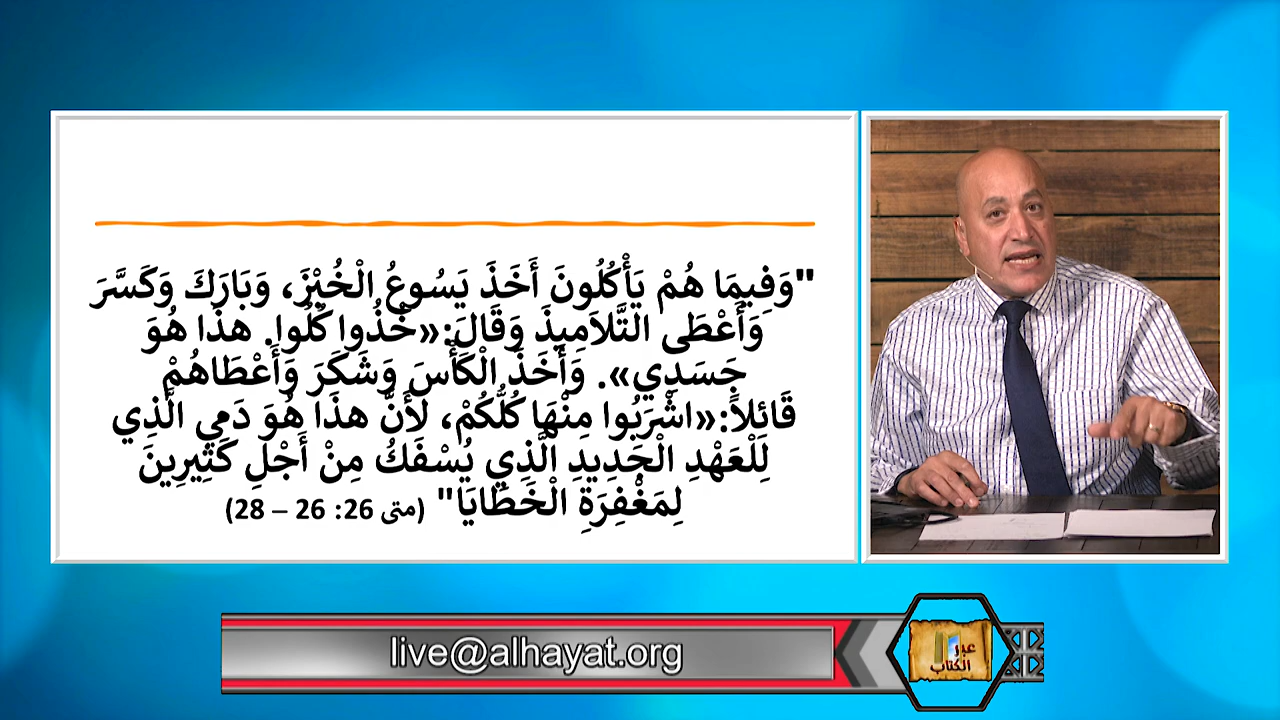 "وَفِيمَا هُمْ يَأْكُلُونَ أَخَذَ يَسُوعُ الْخُبْزَ، وَبَارَكَ وَكَسَّرَ
وَأَعْطَى التَّلاَمِيذَ وَقَالَ:«خُذُوا كُلُوا. هذَا هُوَ
جَسَدِي». وَأَخَذَ الْكَأْسَ وَشَكَرَ وَأَعْطَاهُمْ
قَائِلاً:«اشْرَبُوا مِنْهَا كُلُّكُمْ، لأَنَّ هذَا هُوَ دَمِي الَّذِي
لِلْعَهْدِ الْجَدِيدِ الَّذِي يُسْفَكُ مِنْ أَجْلِ كَثِيرِينَ
لِمَغْفِرَةِ الْخَطَايَا" (متى 26: 26 – 28)
live@alhayat.org
عبر
الكتاب